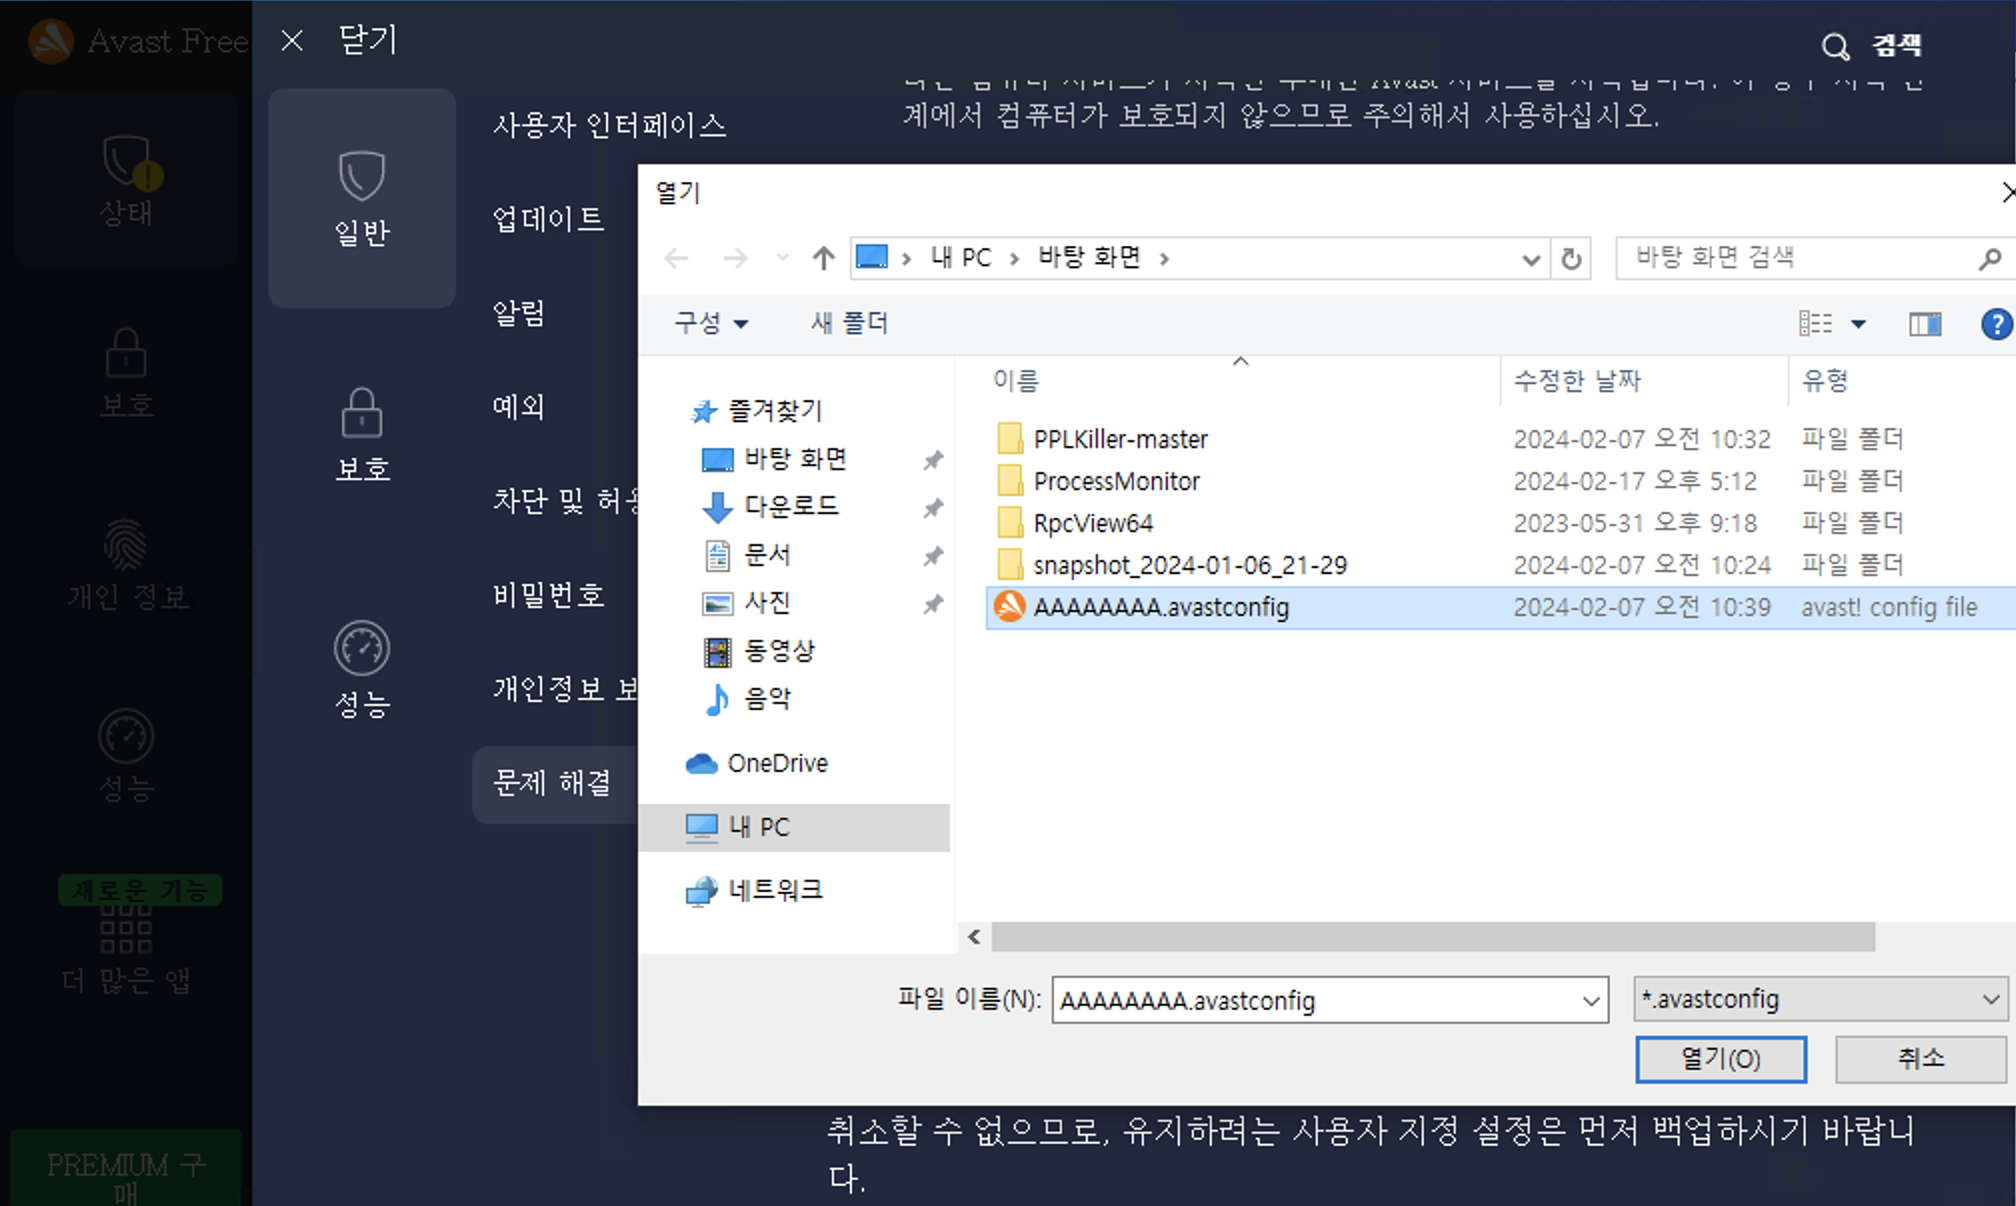 Avast Free
닫기
검색
상태
보호
개인 정보
성능
새로운 기능
더 많은 앱
PREMIUM 구
매
일반
보호
성능
사용자 인터페이스
업데이트
알림
예외
차단 및 허용
비밀번호
개인정보 보
문제 해결
계에서 컴퓨터가 보호되지 않으므로 주의해서 사용하십시오.
열기
내 PC › 바탕 화면 ›
바탕 화면 검색
구성
새 폴더
즐겨찾기
바탕 화면
다운로드
문서
사진
동영상
음악
OneDrive
내 PC
네트워크
이름 수정한 날짜 유형
PPLKiller-master 2024-02-07 오전 10:32 파일 폴더
ProcessMonitor 2024-02-17 오후 5:12 파일 폴더
RpcView64 2023-05-31 오후 9:18 파일 폴더
snapshot_2024-01-06_21-29 2024-02-07 오전 10:24 파일 폴더
AAAAAAAA.avastconfig 2024-02-07 오전 10:39 avast! config file
파일 이름(N): AAAAAAAA.avastconfig
*.avastconfig
열기(O)
취소
취소할 수 없으므로, 유지하려는 사용자 지정 설정은 먼저 백업하시기 바랍니
다.